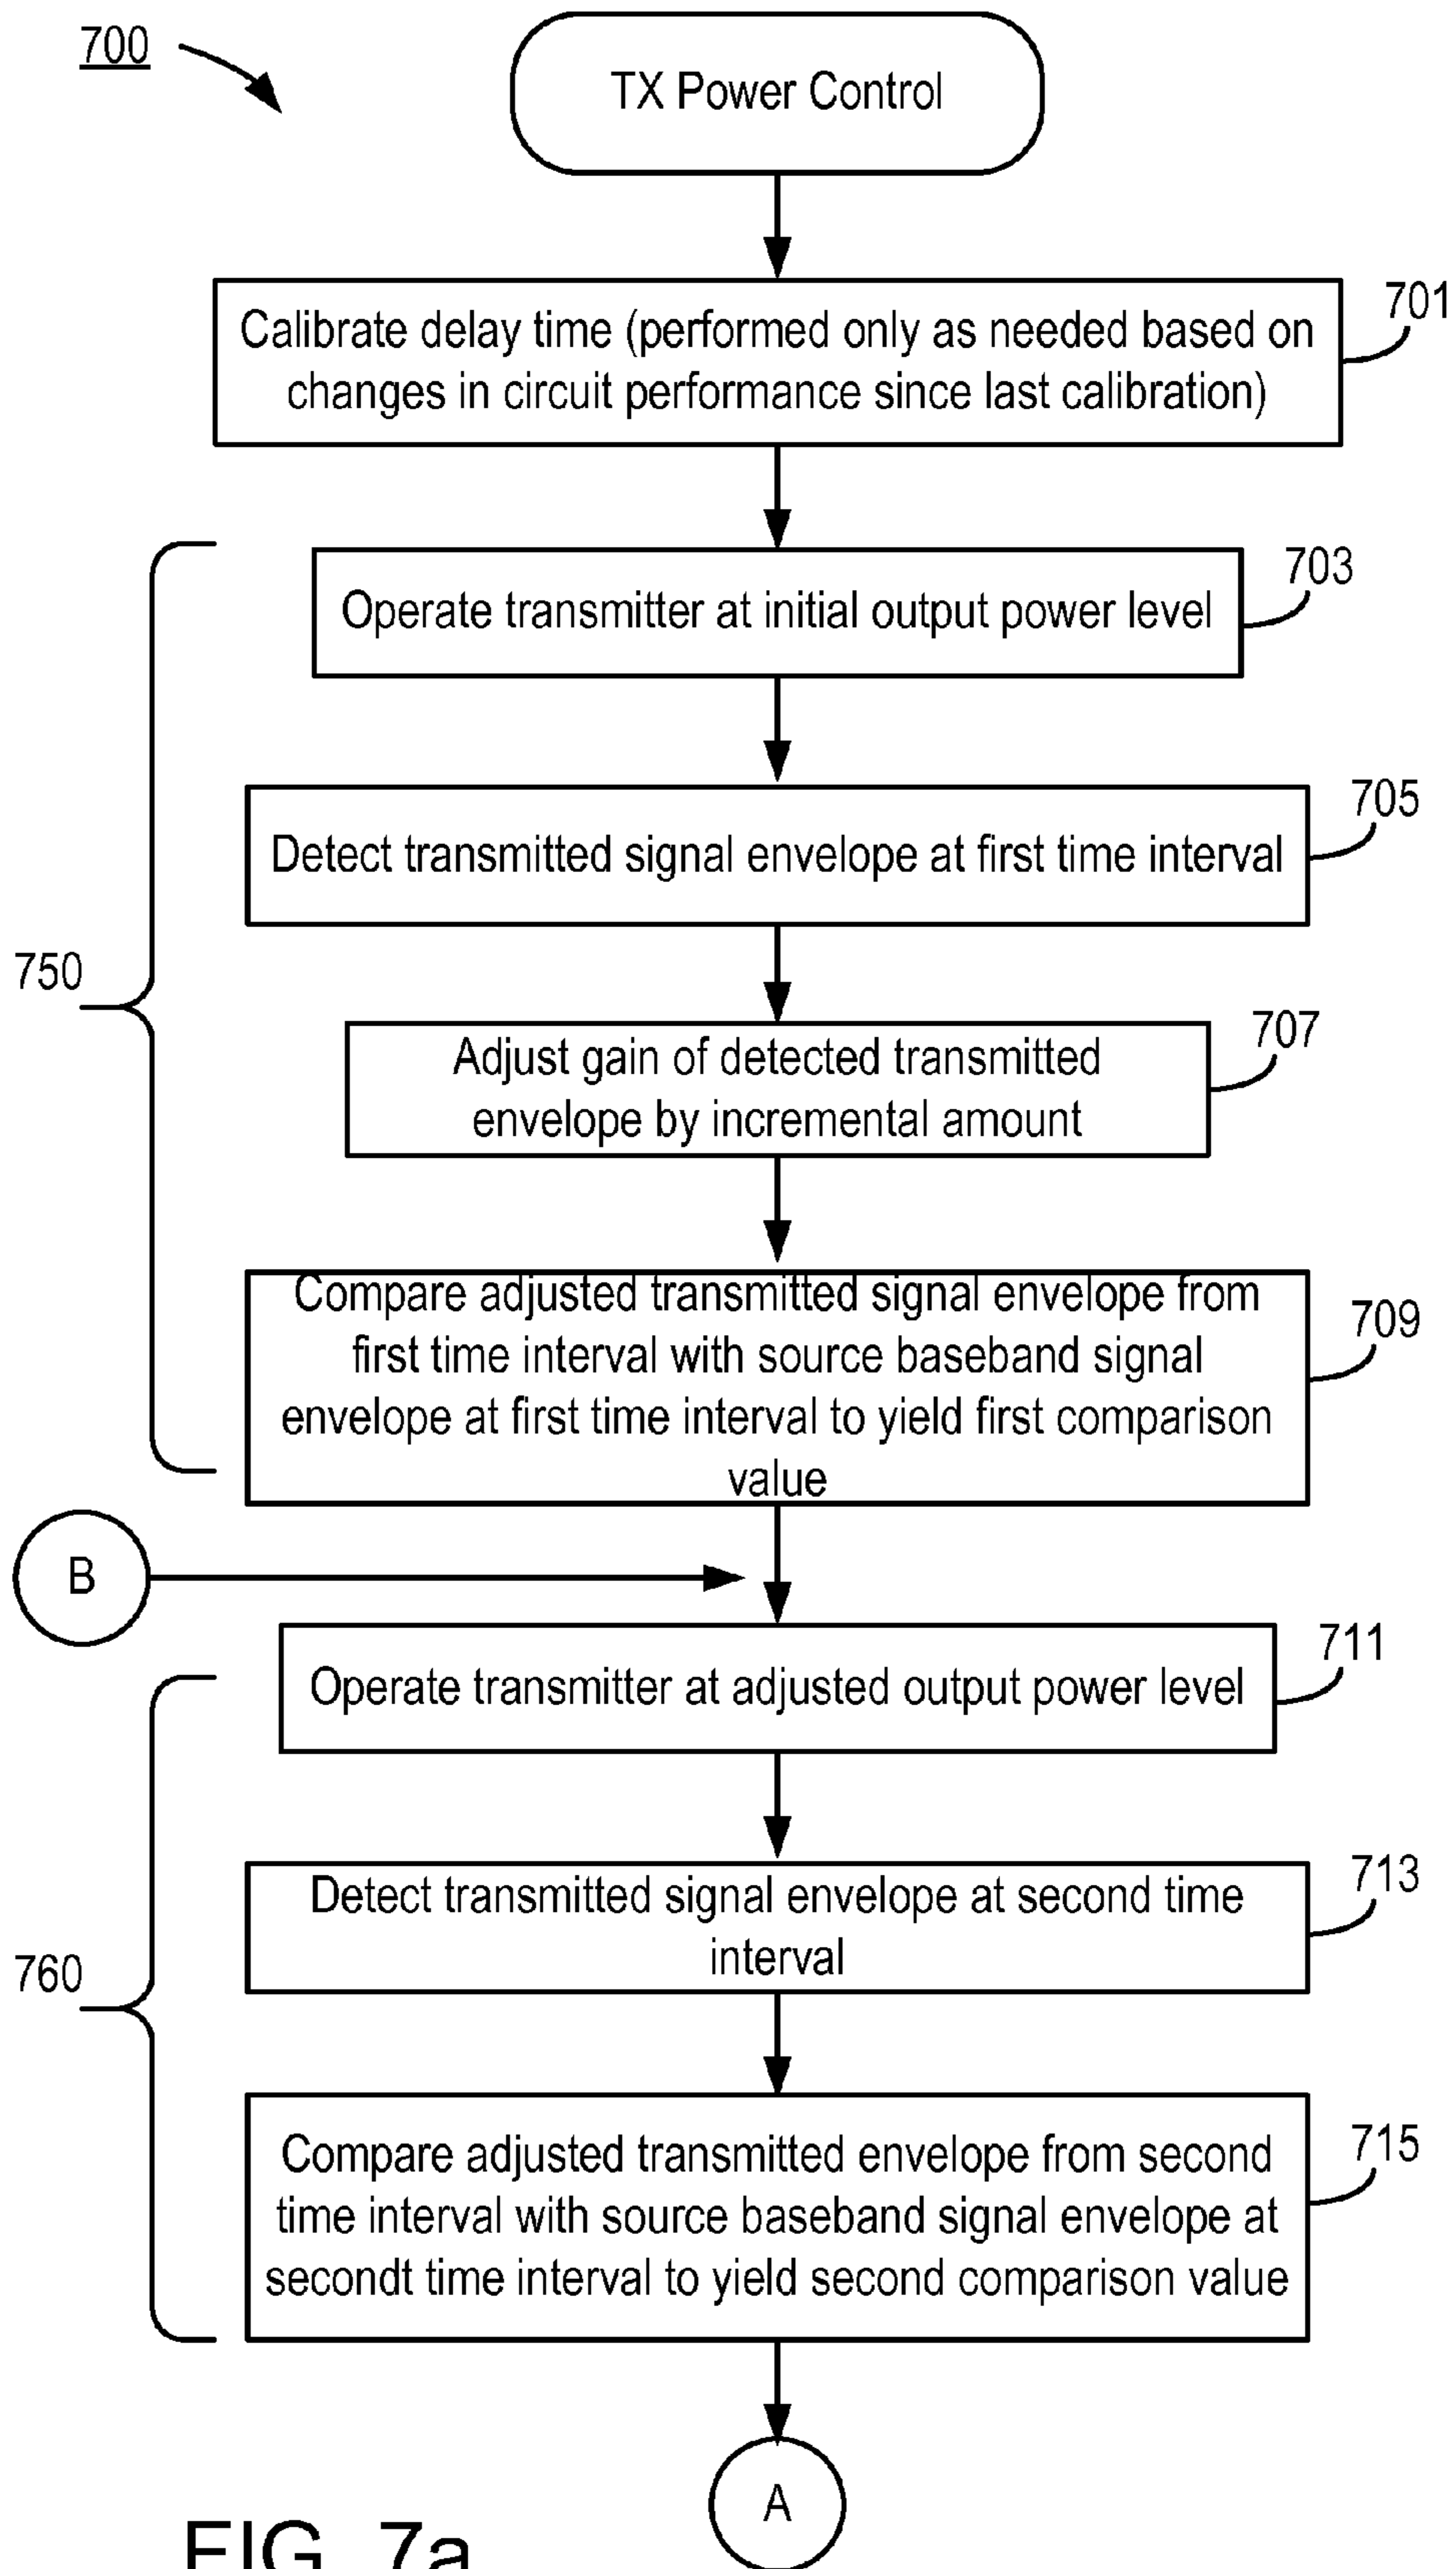 700
TX Power Control
701
Calibrate delay time (performed only as needed based on
changes in circuit performance since last calibration)
703
Operate transmitter at initial output power level
705
Detect transmitted signal envelope at first time interval
750
707
Adjust gain of detected transmitted
envelope by incremental amount
709
Compare adjusted transmitted signal envelope from
first time interval with source baseband signal
envelope at first time interval to yield first comparison
value
B
711
Operate transmitter at adjusted output power level
713
Detect transmitted signal envelope at second time
interval
760
715
Compare adjusted transmitted envelope from second
time interval with source baseband signal envelope at
secondt time interval to yield second comparison value
A
FIG. 7a